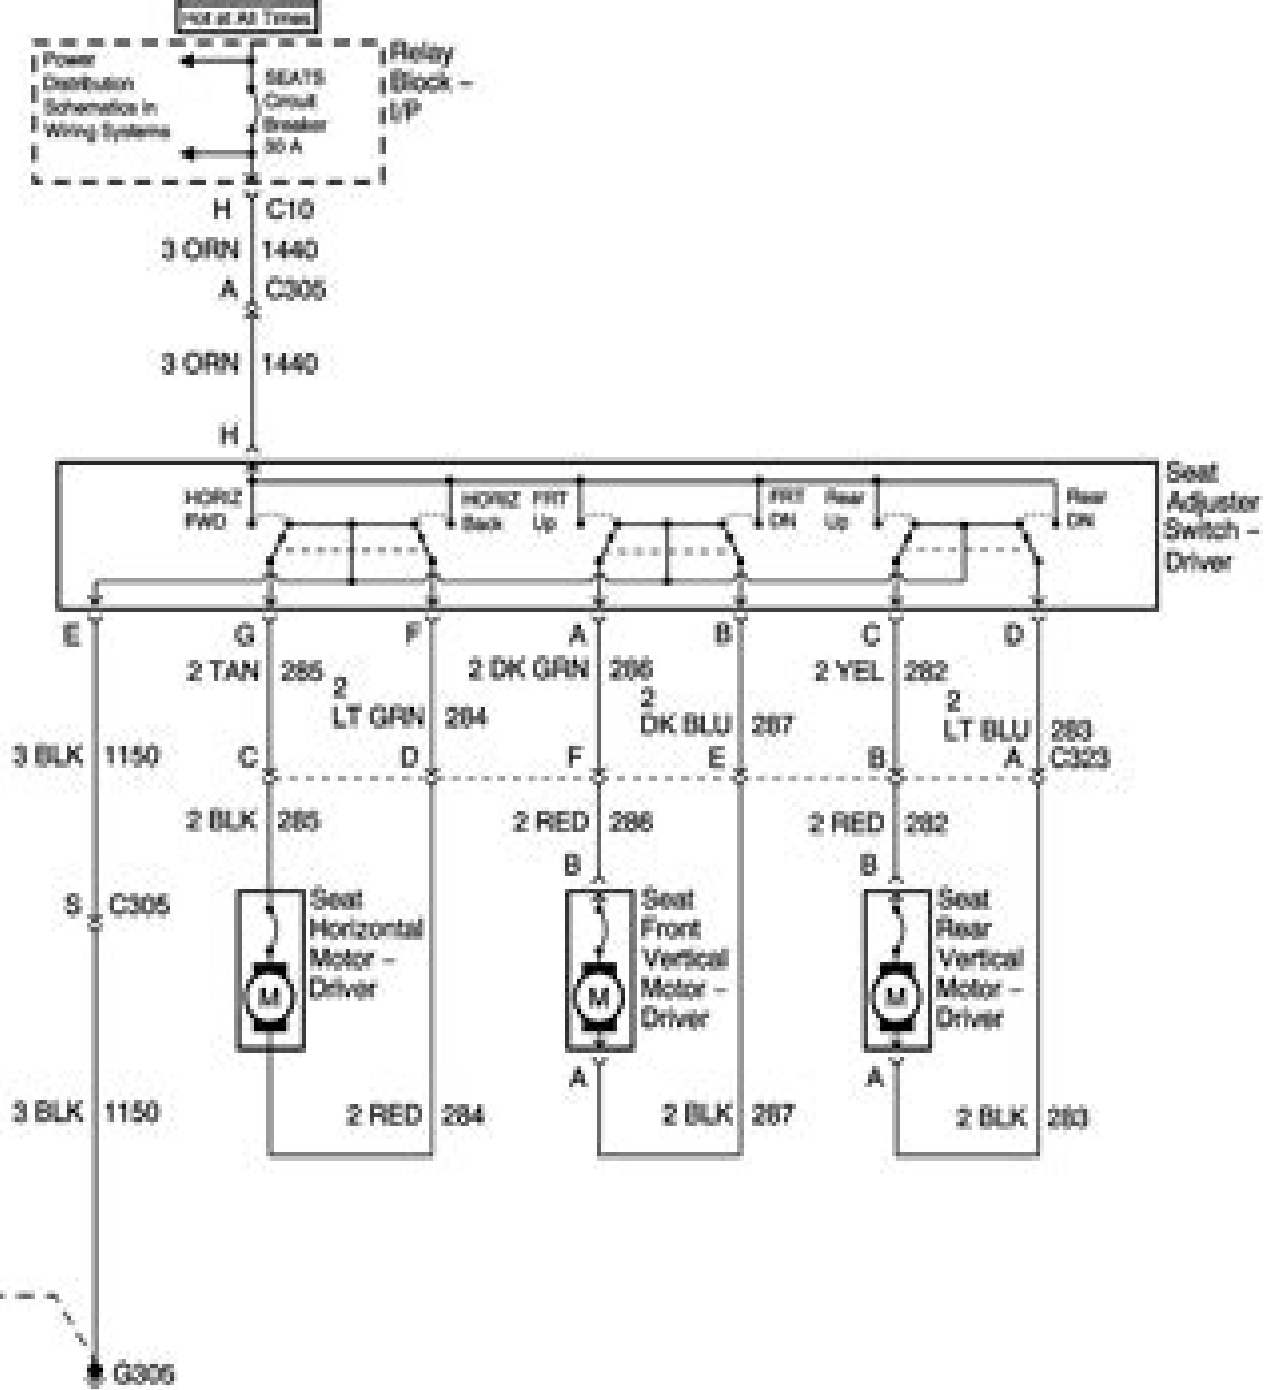 Hot at All Times
Power
Distribution
Schematics in
Wiring Systems
SEATS
Circuit
Breaker
30 A
Relay
Block –
I/P
H C10
3 ORN 1440
A C305
3 ORN 1440
H
HORIZ
FWD
HORIZ
Back
FRT
Up
FRT
DN
Rear
Up
Rear
DN
Seat
Adjuster
Switch –
Driver
E G F A B C D
2 TAN 285
2
LT GRN 284
2 DK GRN 286
2
DK BLU 287
2 YEL 282
2
LT BLU 283
3 BLK 1150
C D F E B A C323
2 BLK 285
2 RED 286
2 RED 282
B B
S C305
Seat
Horizontal
Motor –
Driver
M
Seat
Front
Vertical
Motor –
Driver
M
Seat
Rear
Vertical
Motor –
Driver
M
A A
3 BLK 1150
2 RED 284
2 BLK 287
2 BLK 283
G305